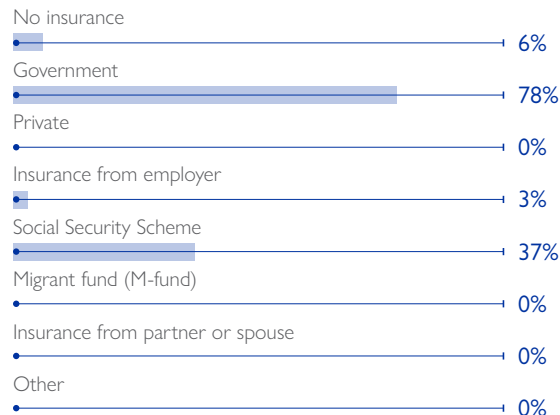 No insurance
6%
Government
78%
Private
0%
Insurance from employer
3%
Social Security Scheme
37%
Migrant fund (M-fund)
0%
Insurance from partner or spouse
0%
Other
0%